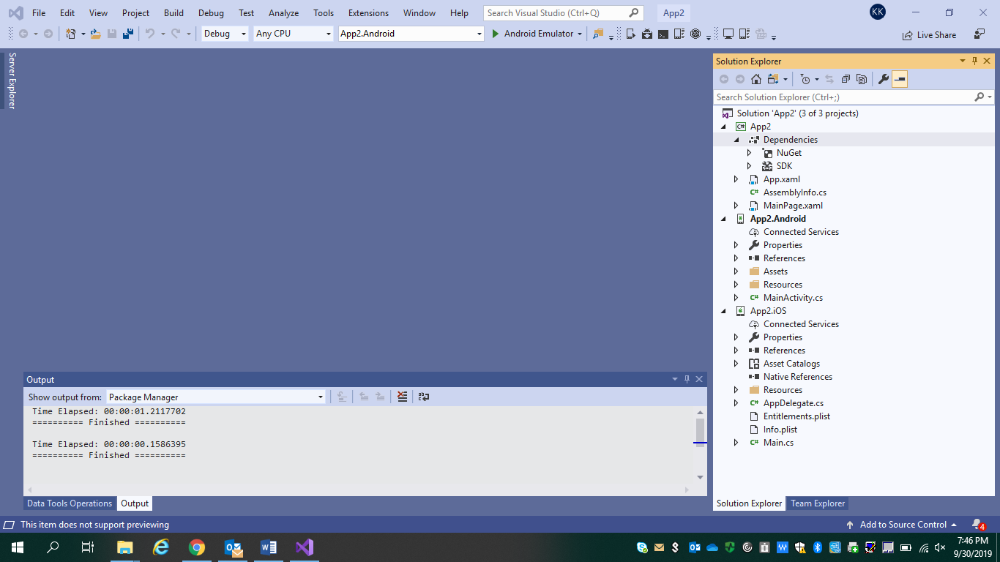 File Edit View Project Build Debug Test Analyze Tools Extensions Window Help Search Visual Studio (Ctrl+Q) App2 KK
Debug Any CPU App2.Android Android Emulator Live Share
Server Explorer
Solution Explorer
Search Solution Explorer (Ctrl+;)
Solution 'App2' (3 of 3 projects)
C# App2
Dependencies
NuGet
SDK
App.xaml
C# AssemblyInfo.cs
MainPage.xaml
App2.Android
Connected Services
Properties
References
Assets
Resources
C# MainActivity.cs
App2.iOS
Connected Services
Properties
References
Asset Catalogs
Native References
Resources
C# AppDelegate.cs
Entitlements.plist
Info.plist
C# Main.cs
Solution Explorer Team Explorer
Output
Show output from: Package Manager
Time Elapsed: 00:00:01.2117702
========== Finished ==========
Time Elapsed: 00:00:00.1586395
========== Finished ==========
Data Tools Operations Output
This item does not support previewing Add to Source Control 4
7:46 PM
9/30/2019